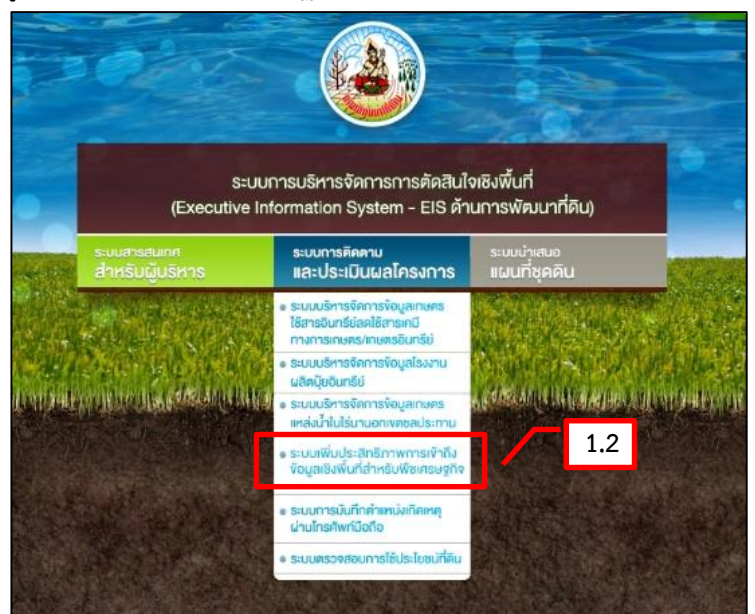 ระบบการบริหารจัดการการตัดสินใจเชิงพื้นที่
(Executive Information System - EIS ด้านการพัฒนาที่ดิน)
ระบบสารสนเทศ
สำหรับผู้บริหาร
ระบบการติดตาม
และประเมินผลโครงการ
ระบบนำเสนอ
แผนที่ชุดดิน
ระบบบริหารจัดการข้อมูลเกษตร
ใช้สารอินทรีย์ลดใช้สารเคมี
ทางการเกษตร/เกษตรอินทรีย์
ระบบบริหารจัดการข้อมูลโรงงาน
ผลิตปุ๋ยอินทรีย์
ระบบบริหารจัดการข้อมูลเกษตร
แหล่งน้ำในไร่นานอกเขตชลประทาน
ระบบเพิ่มประสิทธิภาพการเข้าถึง
ข้อมูลเชิงพื้นที่สำหรับพืชเศรษฐกิจ
1.2
ระบบการบันทึกตำแหน่งเกิดเหตุ
ผ่านโทรศัพท์มือถือ
ระบบตรวจสอบการใช้ประโยชน์ที่ดิน